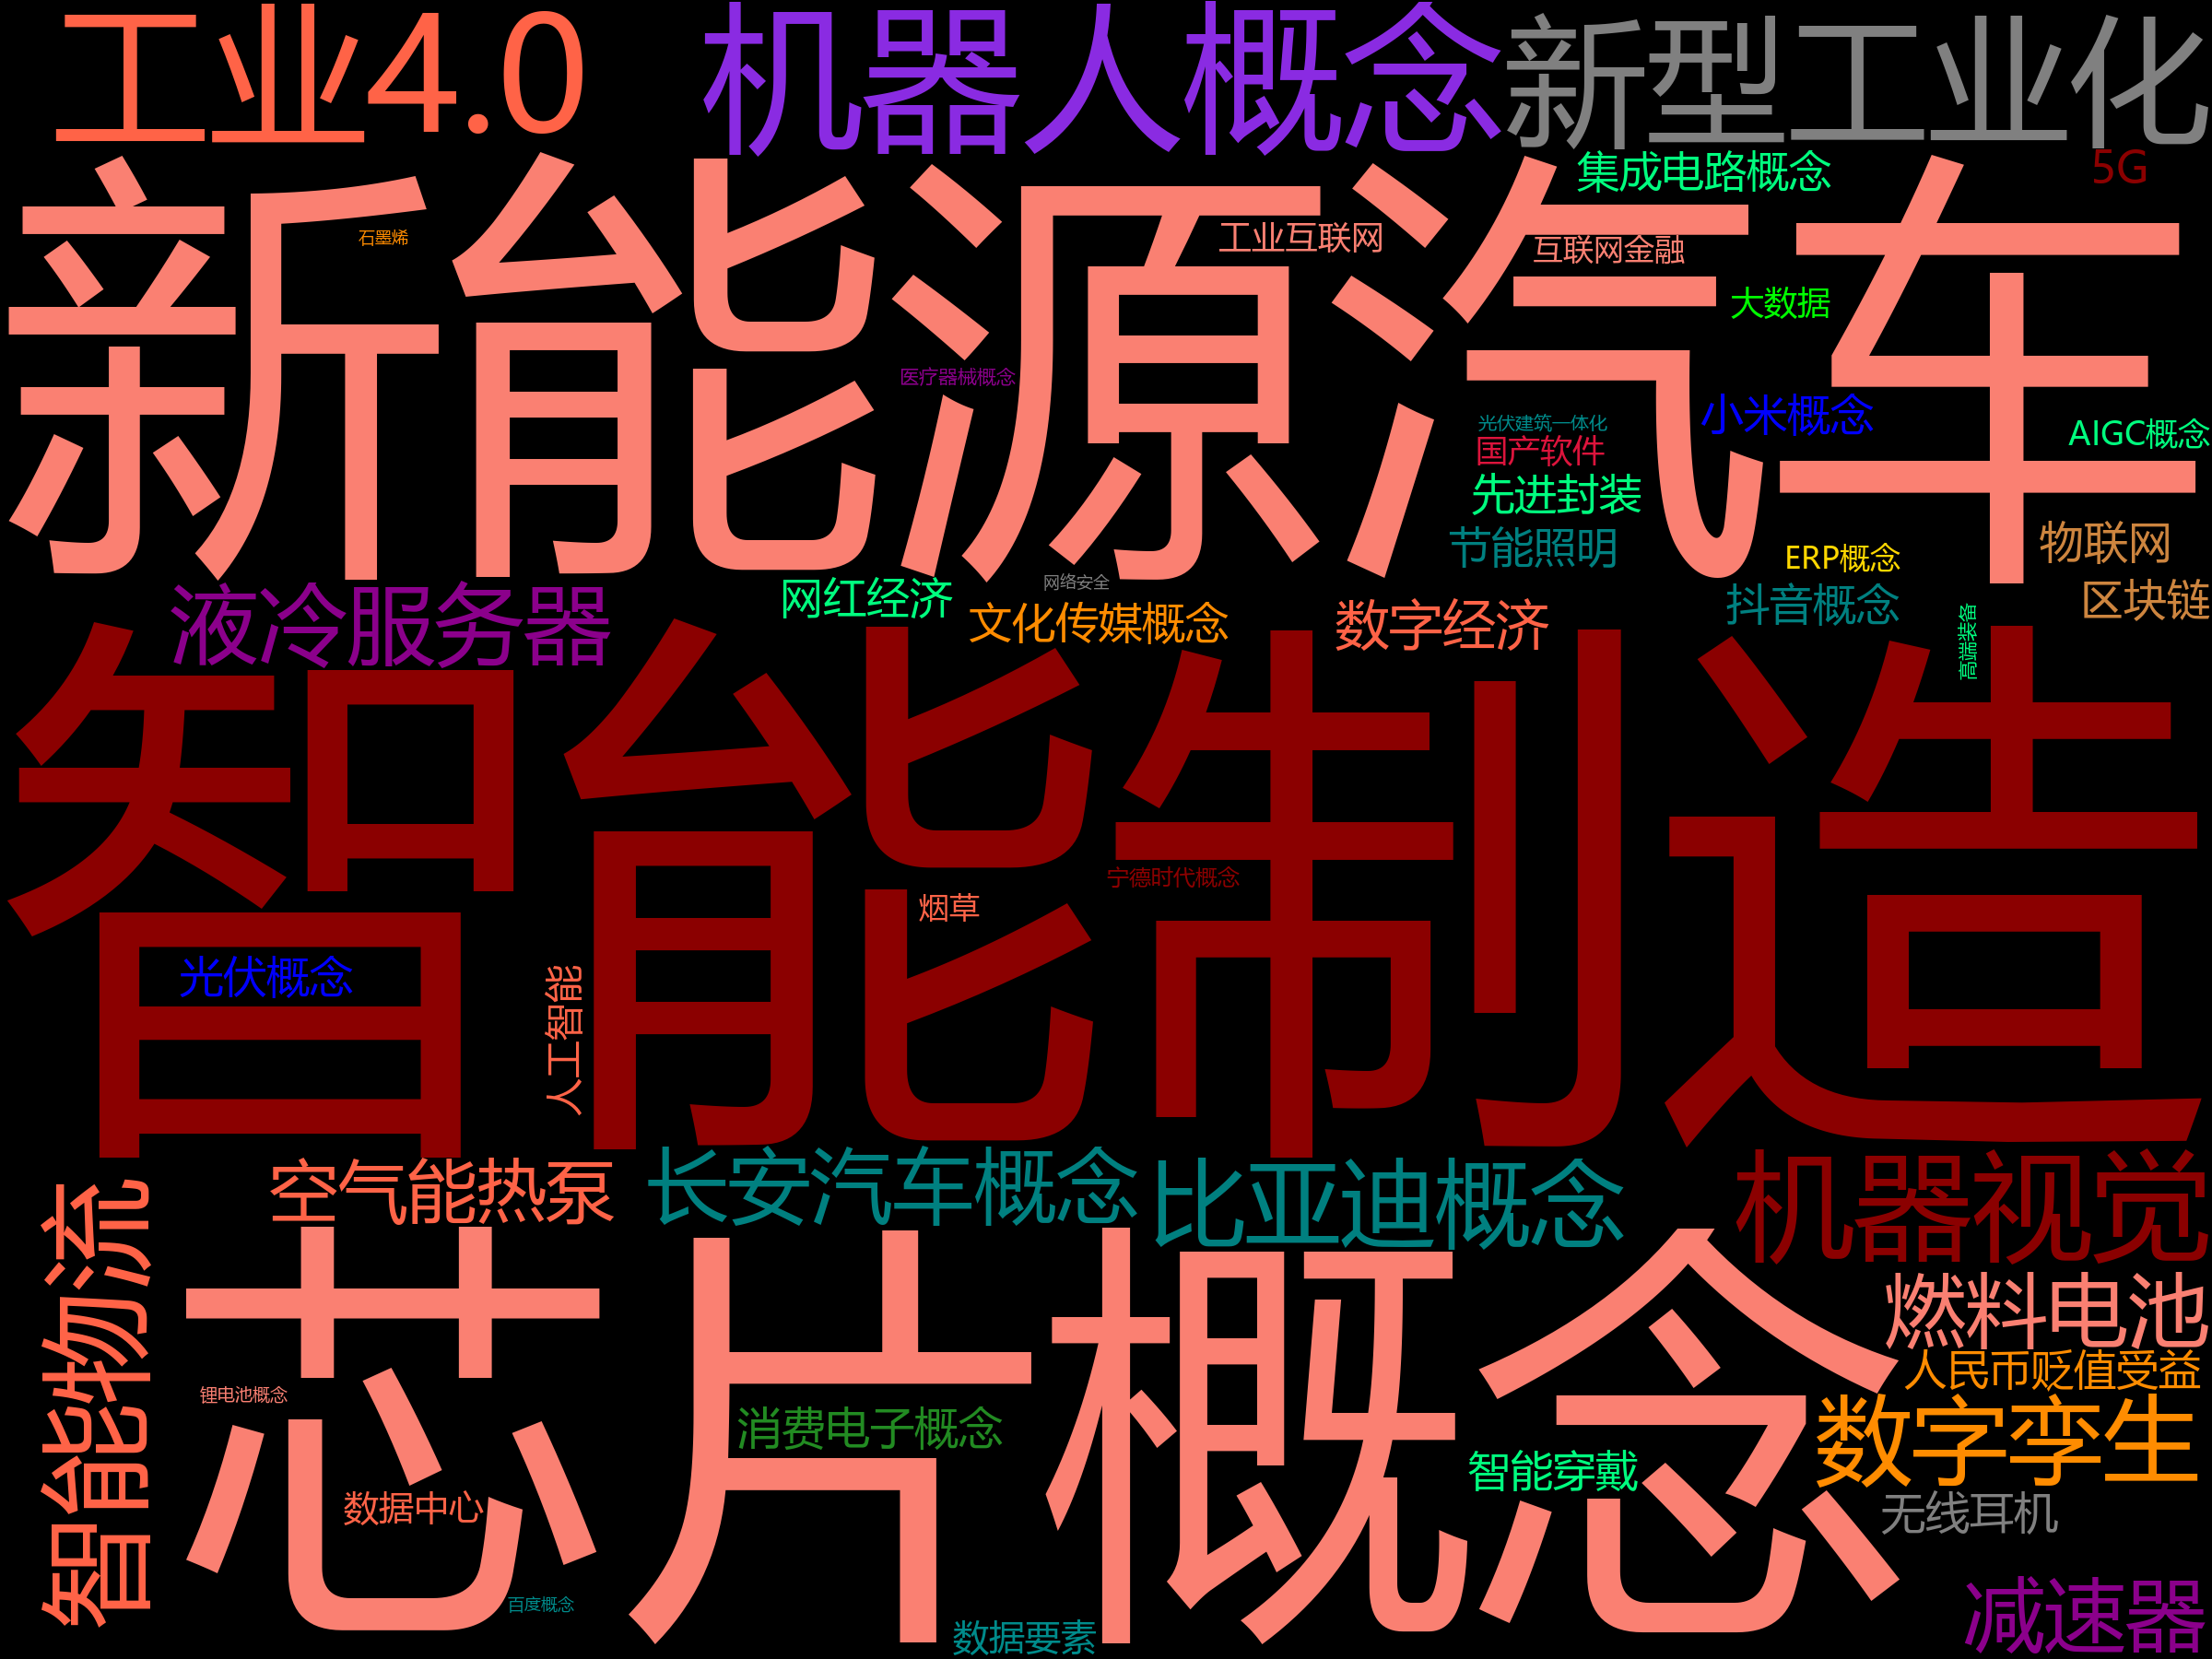 工业4.0
机器人概念
新型工业化
集成电路概念
5G
新能源汽车
石墨烯
工业互联网
互联网金融
大数据
医疗器械概念
小米概念
光伏建筑一体化
AIGC概念
国产软件
先进封装
节能照明
物联网
ERP概念
网络安全
液冷服务器
网红经济
文化传媒概念
数字经济
抖音概念
区块链
高端装备
智能制造
宁德时代概念
烟草
光伏概念
人工智能
空气能热泵
长安汽车概念
比亚迪概念
机器视觉
智能物流
芯片概念
燃料电池
人民币贬值受益
锂电池概念
消费电子概念
数字孪生
智能穿戴
数据中心
无线耳机
百度概念
数据要素
减速器